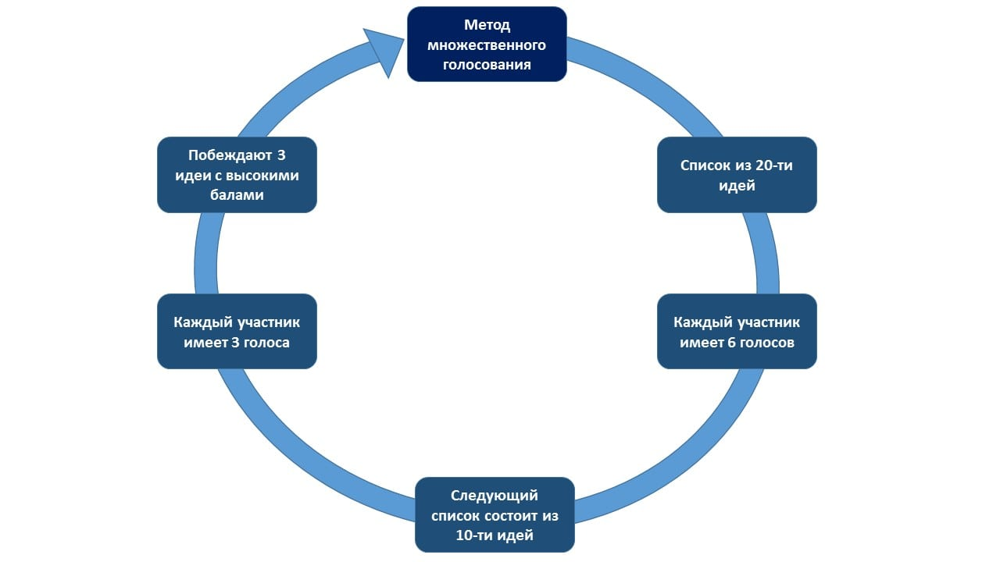 Метод
множественного
голосования
Список из 20-ти
идей
Каждый участник
имеет 6 голосов
Следующий
список состоит из
10-ти идей
Каждый участник
имеет 3 голоса
Побеждают 3
идеи с высокими
балами